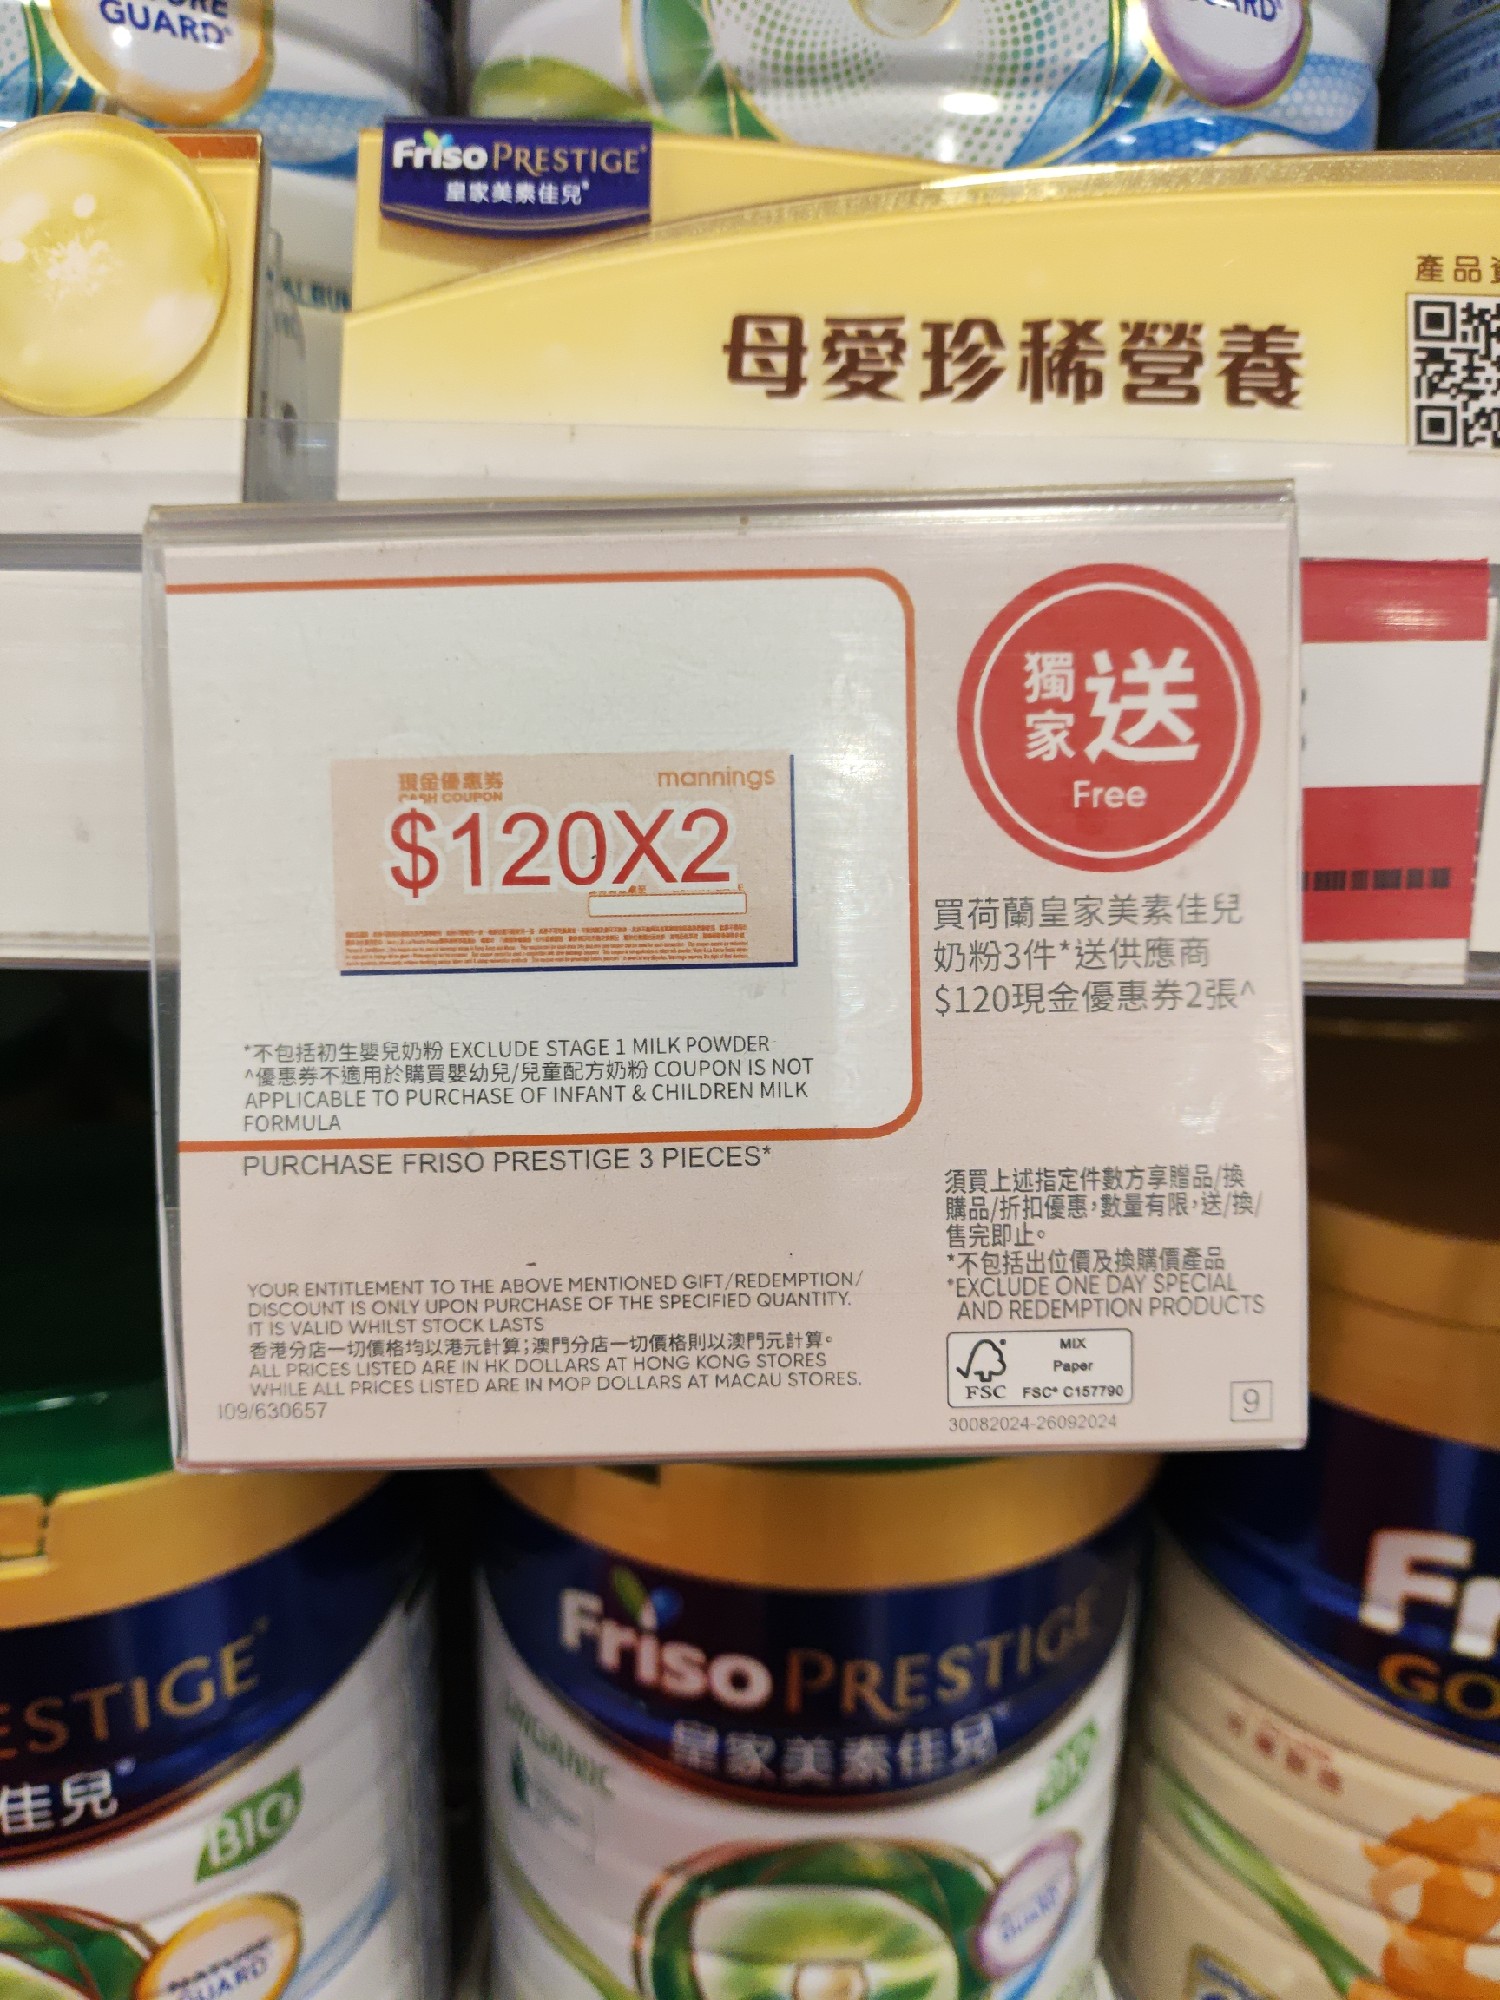 GUARD
Friso PRESTIGE
皇家美素佳兒
產品
母愛珍稀營養
獨家送
Free
現金優惠券
mannings
CASH COUPON
$120X2
買荷蘭皇家美素佳兒
奶粉3件*送供應商
$120現金優惠券2張^
*不包括初生嬰兒奶粉 EXCLUDE STAGE 1 MILK POWDER
^優惠券不適用於購買嬰幼兒/兒童配方奶粉 COUPON IS NOT
APPLICABLE TO PURCHASE OF INFANT & CHILDREN MILK
FORMULA
PURCHASE FRISO PRESTIGE 3 PIECES*
須買上述指定件數方享贈品/換
購品/折扣優惠，數量有限，送/換/
售完即止。
*不包括出位價及換購價產品
*EXCLUDE ONE DAY SPECIAL
AND REDEMPTION PRODUCTS
YOUR ENTITLEMENT TO THE ABOVE MENTIONED GIFT/REDEMPTION/
DISCOUNT IS ONLY UPON PURCHASE OF THE SPECIFIED QUANTITY.
IT IS VALID WHILST STOCK LASTS
香港分店一切價格均以港元計算；澳門分店一切價格則以澳門元計算。
ALL PRICES LISTED ARE IN HK DOLLARS AT HONG KONG STORES
WHILE ALL PRICES LISTED ARE IN MOP DOLLARS AT MACAU STORES.
109/630657
MIX
Paper
FSC FSC® C157790
30082024-26092024
9
ESTIGE
佳兒
BIO
GUARD
Friso PRESTIGE
皇家美素佳兒
ORGANIC
Fri
GO